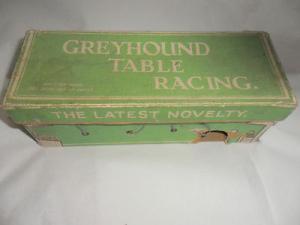 GREYHOUND
TABLE
RACING.
THE LATEST NOVELTY.